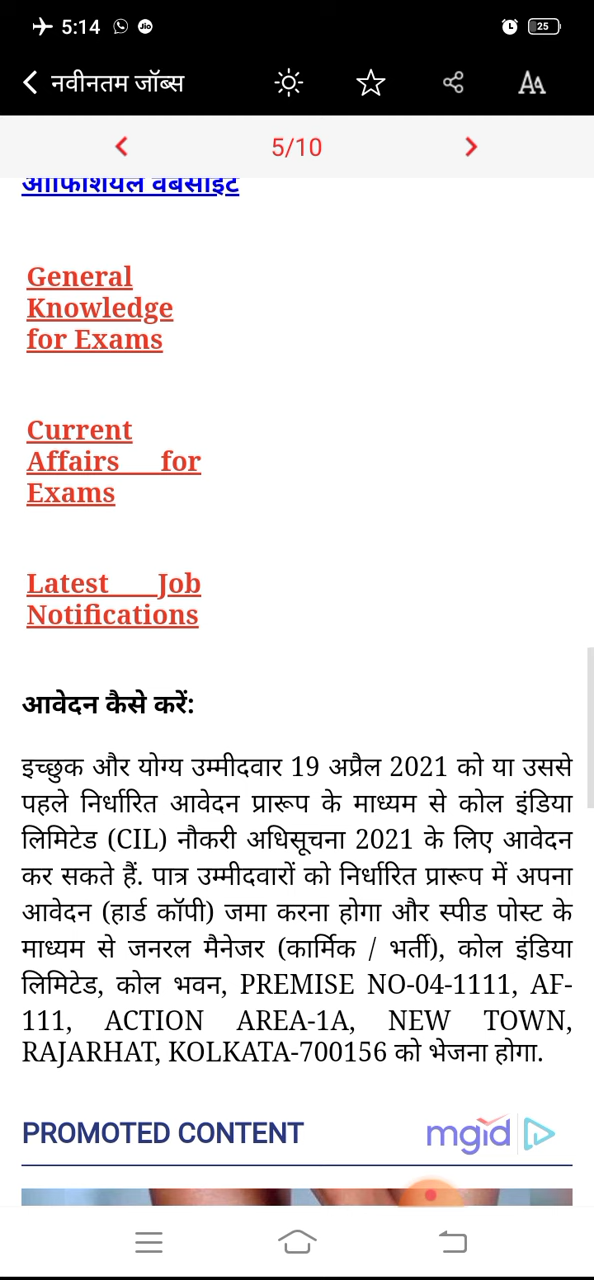 5:14
Jio
25
नवीनतम जॉब्स
AA
5/10
ऑफिशियल वेबसाइट
General
Knowledge
for Exams
Current
Affairs for
Exams
Latest Job
Notifications
आवेदन कैसे करें:
इच्छुक और योग्य उम्मीदवार 19 अप्रैल 2021 को या उससे
पहले निर्धारित आवेदन प्रारूप के माध्यम से कोल इंडिया
लिमिटेड (CIL) नौकरी अधिसूचना 2021 के लिए आवेदन
कर सकते हैं. पात्र उम्मीदवारों को निर्धारित प्रारूप में अपना
आवेदन (हार्ड कॉपी) जमा करना होगा और स्पीड पोस्ट के
माध्यम से जनरल मैनेजर (कार्मिक / भर्ती), कोल इंडिया
लिमिटेड, कोल भवन, PREMISE NO-04-1111, AF-
111, ACTION AREA-1A, NEW TOWN,
RAJARHAT, KOLKATA-700156 को भेजना होगा.
PROMOTED CONTENT
mgid